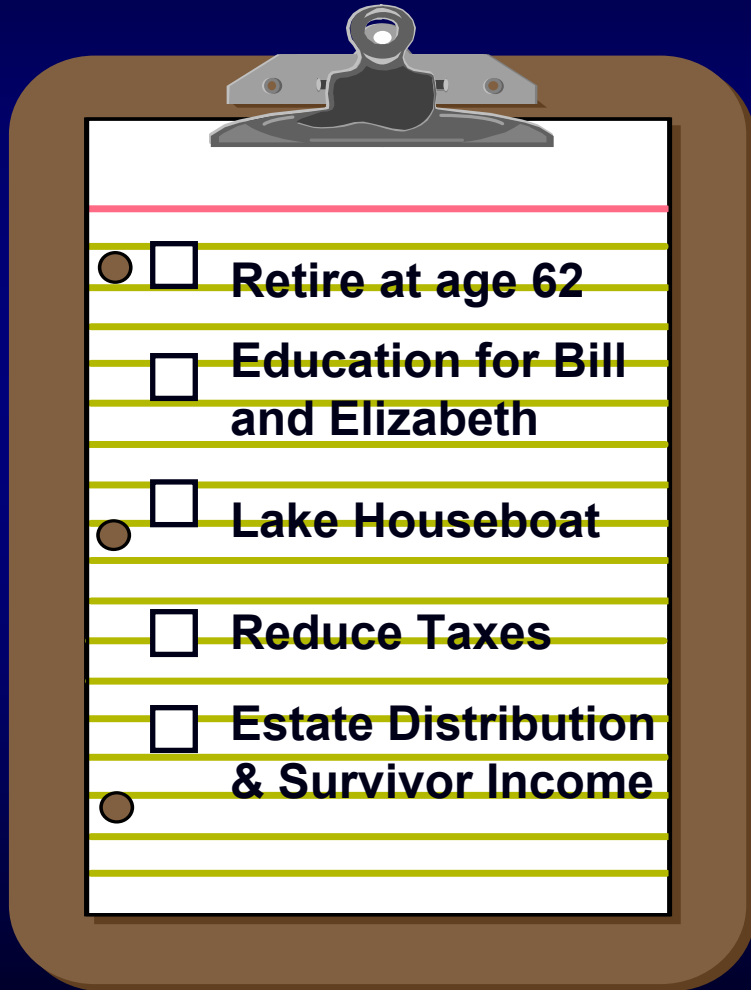 Retire at age 62
Education for Bill
and Elizabeth
Lake Houseboat
Reduce Taxes
Estate Distribution
& Survivor Income